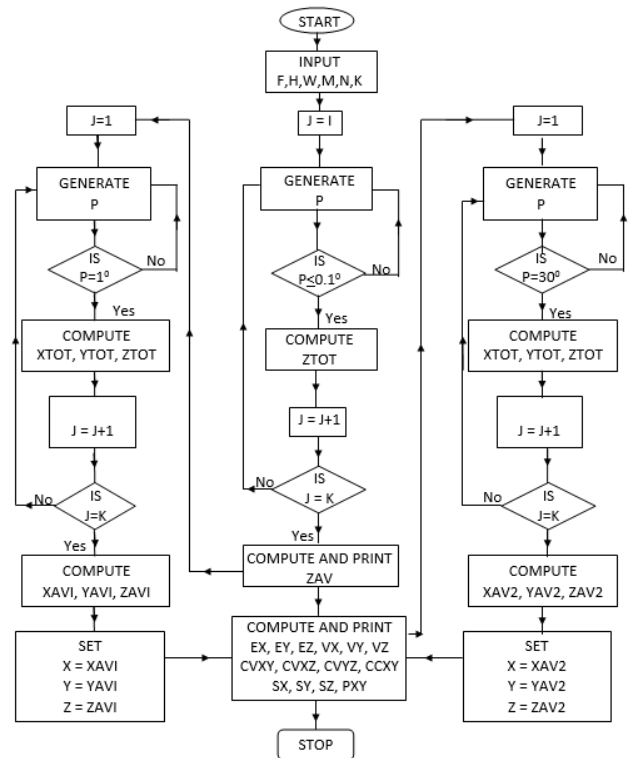 START
INPUT
F,H,W,M,N,K
J=1
GENERATE
P
IS
P=1⁰
No
Yes
COMPUTE
XTOT, YTOT, ZTOT
J = J+1
IS
J=K
No
Yes
COMPUTE
XAVI, YAVI, ZAVI
SET
X = XAVI
Y = YAVI
Z = ZAVI
J = I
GENERATE
P
IS
P≤0.1⁰
No
Yes
COMPUTE
ZTOT
J = J+1
IS
J = K
No
Yes
COMPUTE AND PRINT
ZAV
COMPUTE AND PRINT
EX, EY, EZ, VX, VY, VZ
CVXY, CVXZ, CVYZ, CCXY
SX, SY, SZ, PXY
STOP
J=1
GENERATE
P
IS
P=30⁰
No
Yes
COMPUTE
XTOT, YTOT, ZTOT
J = J+1
IS
J=K
No
Yes
COMPUTE
XAV2, YAV2, ZAV2
SET
X = XAV2
Y = YAV2
Z = ZAV2